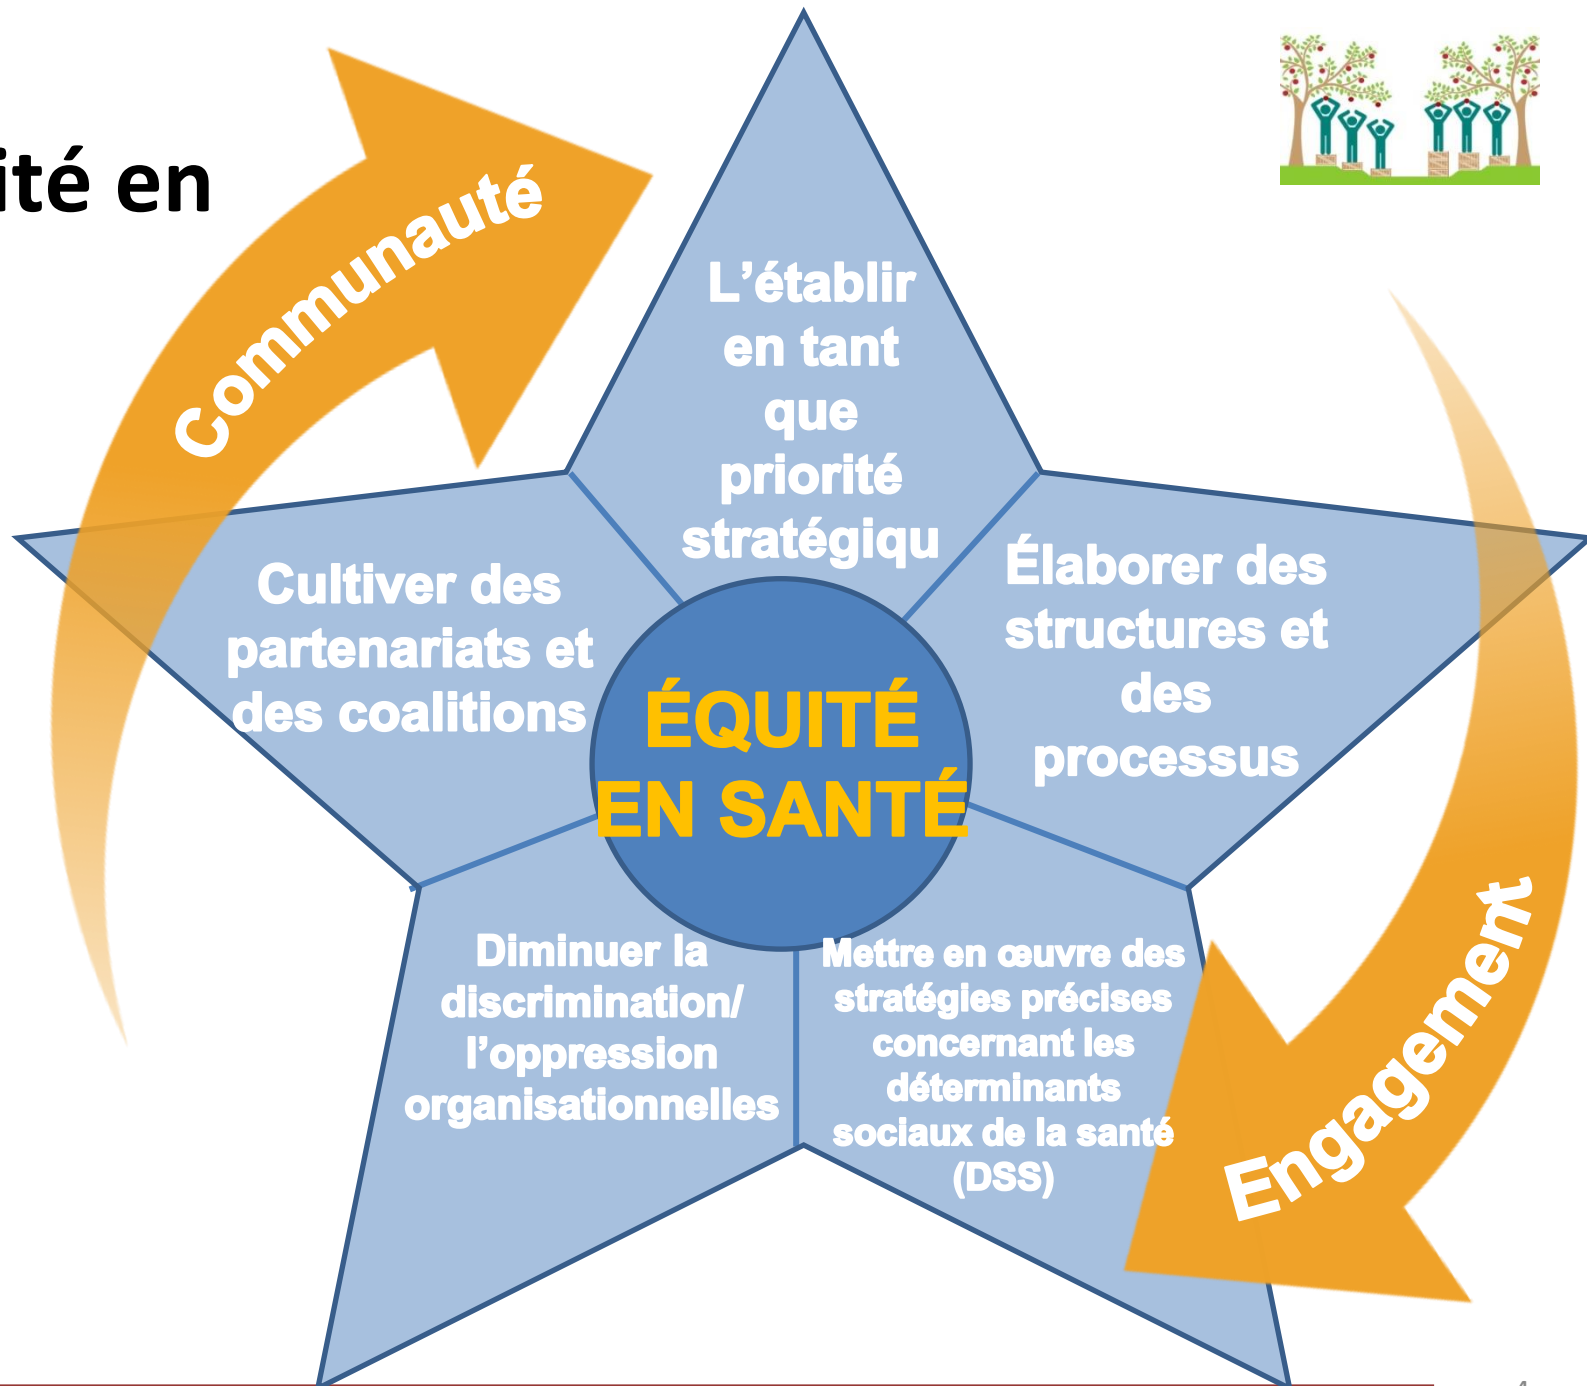 ité en
Communauté
L'établir
en tant
que
priorité
stratégiqu
Élaborer des
structures et
des
processus
Cultiver des
partenariats et
des coalitions
ÉQUITÉ
EN SANTÉ
Diminuer la
discrimination/
l'oppression
organisationnelles
Mettre en œuvre des
stratégies précises
concernant les
déterminants
sociaux de la santé
(DSS)
Engagement